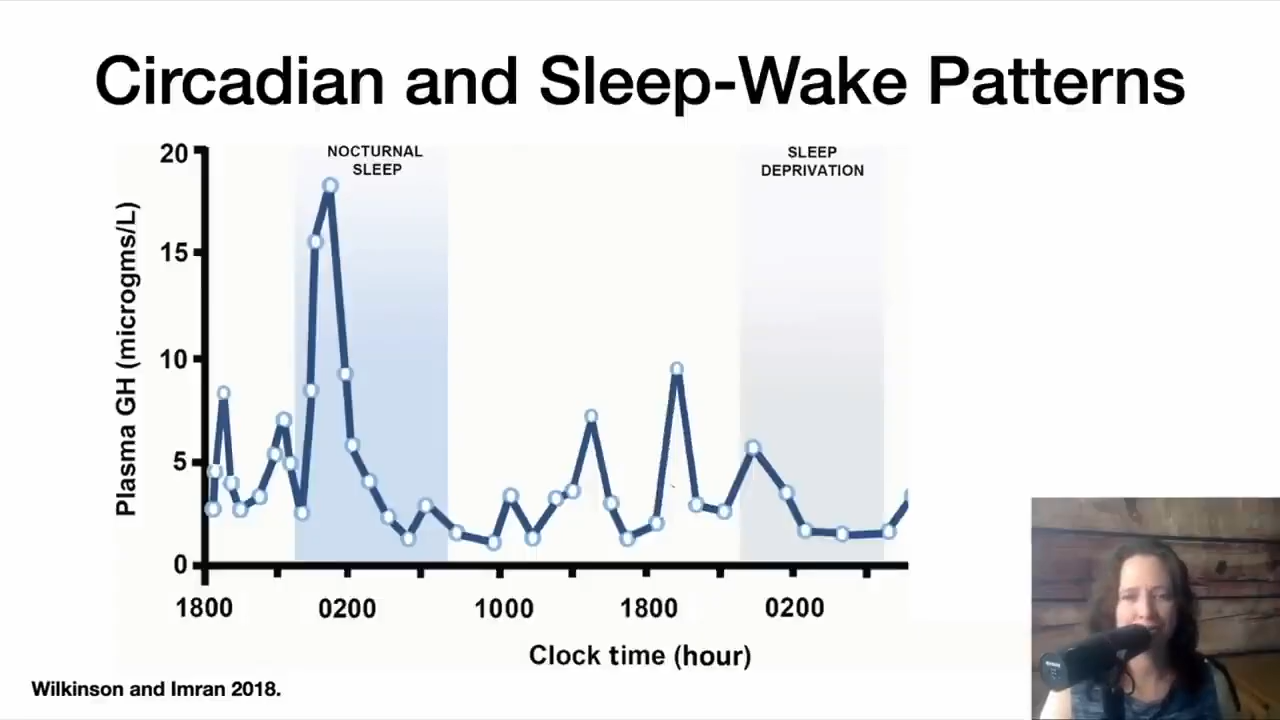 Circadian and Sleep-Wake Patterns
NOCTURNAL
SLEEP
SLEEP
DEPRIVATION
20
15
10
5
0
Plasma GH (microgms/L)
1800
0200
1000
1800
0200
Clock time (hour)
Wilkinson and Imran 2018.